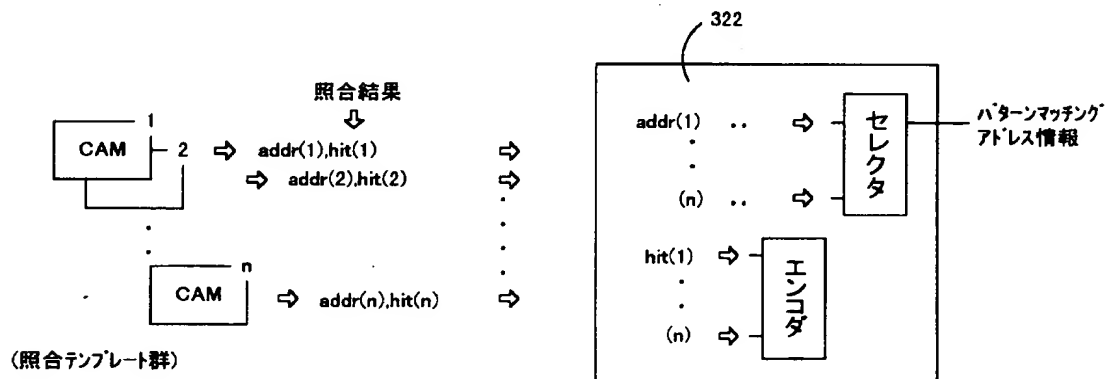 322
照合結果
1
CAM
2
addr(1),hit(1)
addr(2),hit(2)
n
CAM
addr(n),hit(n)
(照合テンプレート群)
addr(1) ‥
(n) ‥
セレクタ
hit(1)
(n)
エンコダ
パターンマッチング
アドレス情報